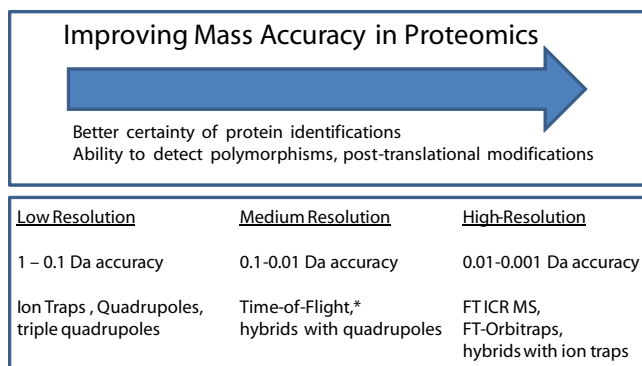 Improving Mass Accuracy in Proteomics
Better certainty of protein identifications
Ability to detect polymorphisms, post-translational modifications
Low Resolution
1 – 0.1 Da accuracy
Ion Traps , Quadrupoles,
triple quadrupoles
Medium Resolution
0.1-0.01 Da accuracy
Time-of-Flight,*
hybrids with quadrupoles
High-Resolution
0.01-0.001 Da accuracy
FT ICR MS,
FT-Orbitraps,
hybrids with ion traps